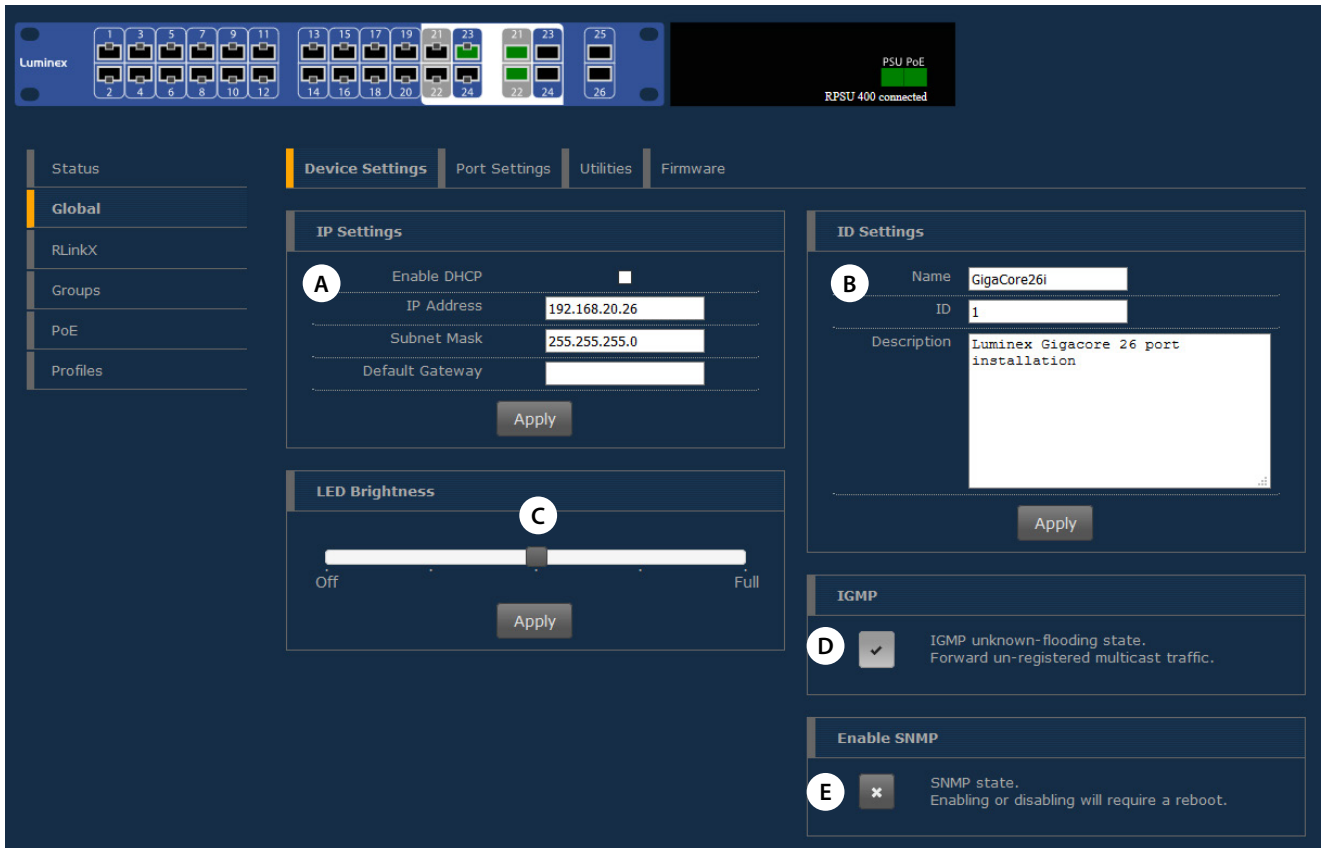 1 3 5 7 9 11 13 15 17 19 21 23 21 23 25
Luminex
2 4 6 8 10 12 14 16 18 20 22 24 22 24 26
PSU PoE
RPSU 400 connected
Status
Global
RLinkX
Groups
PoE
Profiles
Device Settings Port Settings Utilities Firmware
IP Settings
A
Enable DHCP
IP Address 192.168.20.26
Subnet Mask 255.255.255.0
Default Gateway
Apply
LED Brightness
C
Off Full
Apply
ID Settings
B
Name GigaCore26i
ID 1
Description Luminex Gigacore 26 port
installation
Apply
IGMP
D
IGMP unknown-flooding state.
Forward un-registered multicast traffic.
Enable SNMP
E
SNMP state.
Enabling or disabling will require a reboot.